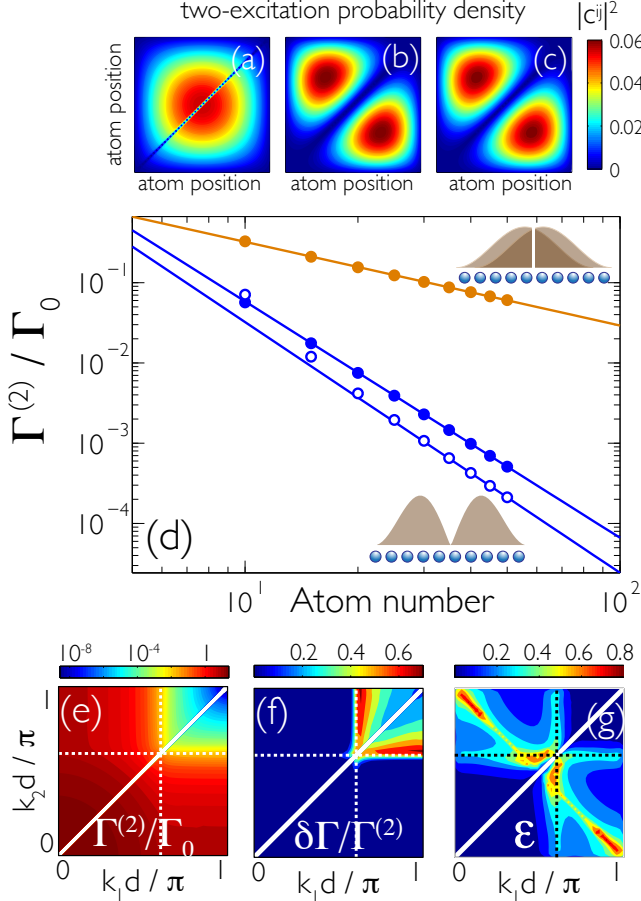 two-excitation probability density
|c^{ij}|^2
(a)
(b)
(c)
atom position
atom position
atom position
atom position
0.06
0.04
0.02
0
Γ^{(2)} / Γ_0
10^{-1}
10^{-2}
10^{-3}
10^{-4}
(d)
10^1
Atom number
10^2
10^{-8}
10^{-4}
1
0.2
0.4
0.6
0.2
0.4
0.6
0.8
(e)
(f)
(g)
k_2d / π
1
0
Γ^{(2)}/Γ_0
δΓ/Γ^{(2)}
ε
0
k_1d / π
1
0
k_1d / π
1
0
k_1d / π
1